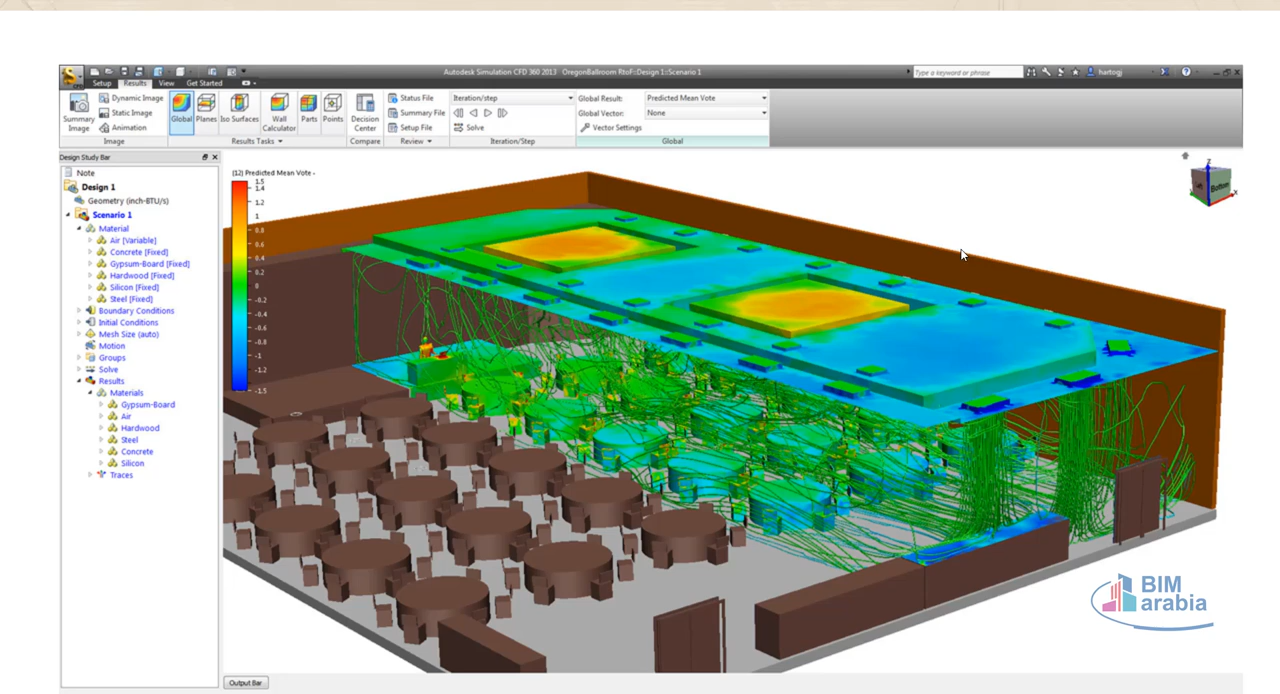 Autodesk Simulation CFD 360 2013 OregonBallroom RtoF::Design 1::Scenario 1
Type a keyword or phrase
hartogj
Setup Results View Get Started
Summary Image
Dynamic Image
Static Image
Animation
Image
Global
Planes
Iso Surfaces
Wall Calculator
Parts
Points
Results Tasks
Decision Center
Compare
Status File
Summary File
Setup File
Review
Iteration/step
Solve
Iteration/Step
Global Result: Predicted Mean Vote
Global Vector: None
Vector Settings
Global
Design Study Bar
Note
Design 1
Geometry (inch-BTU/s)
Scenario 1
Material
Air [Variable]
Concrete [Fixed]
Gypsum-Board [Fixed]
Hardwood [Fixed]
Silicon [Fixed]
Steel [Fixed]
Boundary Conditions
Initial Conditions
Mesh Size (auto)
Motion
Groups
Solve
Results
Materials
Gypsum-Board
Air
Hardwood
Steel
Concrete
Silicon
Traces
(12) Predicted Mean Vote -
1.5
1.4
1.2
1
0.8
0.6
0.4
0.2
0
-0.2
-0.4
-0.6
-0.8
-1
-1.2
-1.5
Z
Bottom
X
BIM
arabia
Output Bar